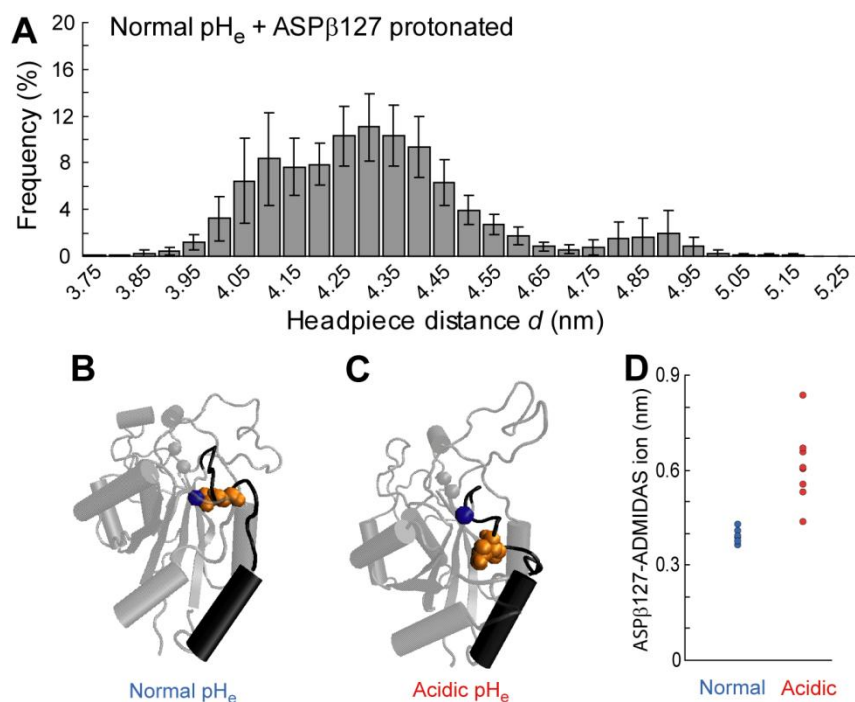 A
Normal pHe + ASPβ127 protonated
Frequency (%)
20
16
12
8
4
0
3.75
3.85
3.95
4.05
4.15
4.25
4.35
4.45
4.55
4.65
4.75
4.85
4.95
5.05
5.15
5.25
Headpiece distance d (nm)
B
Normal pHe
C
Acidic pHe
D
ASPβ127-ADMIDAS ion (nm)
0.9
0.6
0.3
0
Normal
Acidic